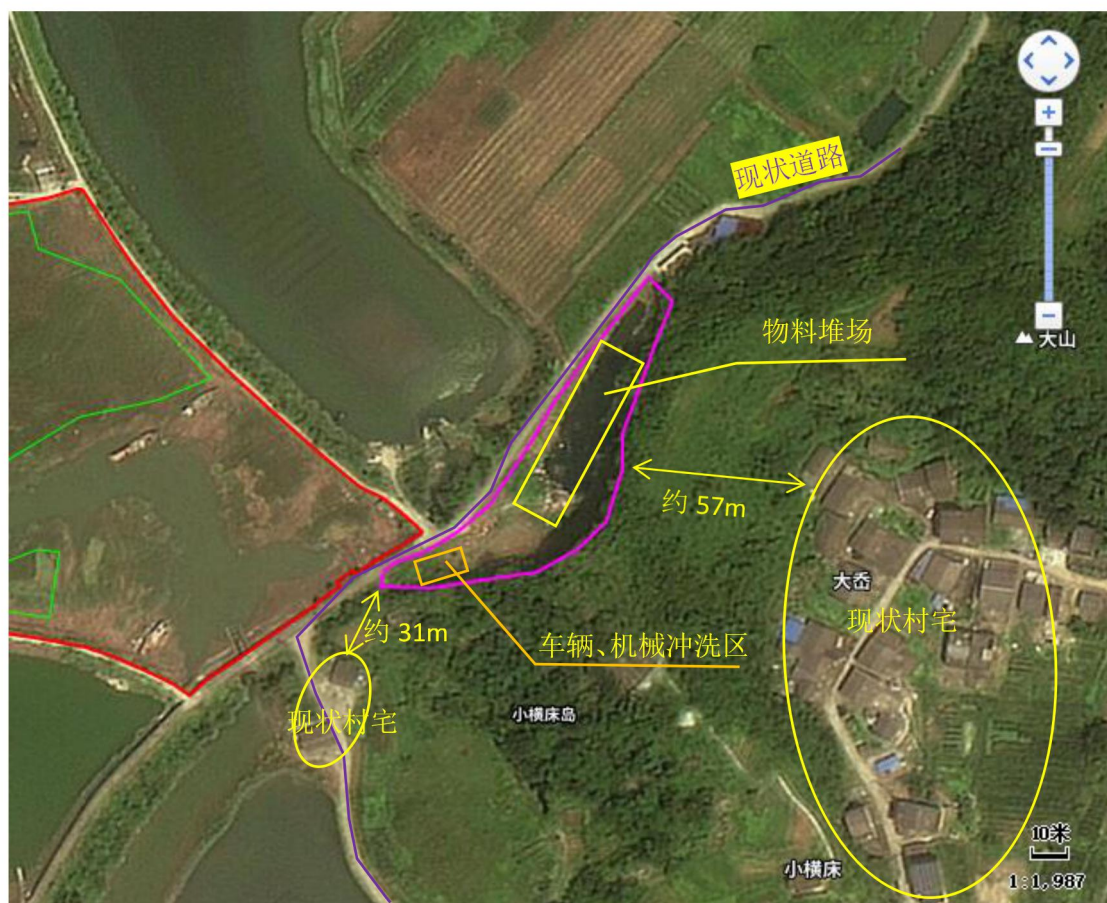 现状道路
物料堆场
大山
约 57m
大岙
现状村宅
约 31m
车辆、机械冲洗区
现状村宅
小横床岛
10米
小横床
1:1,987